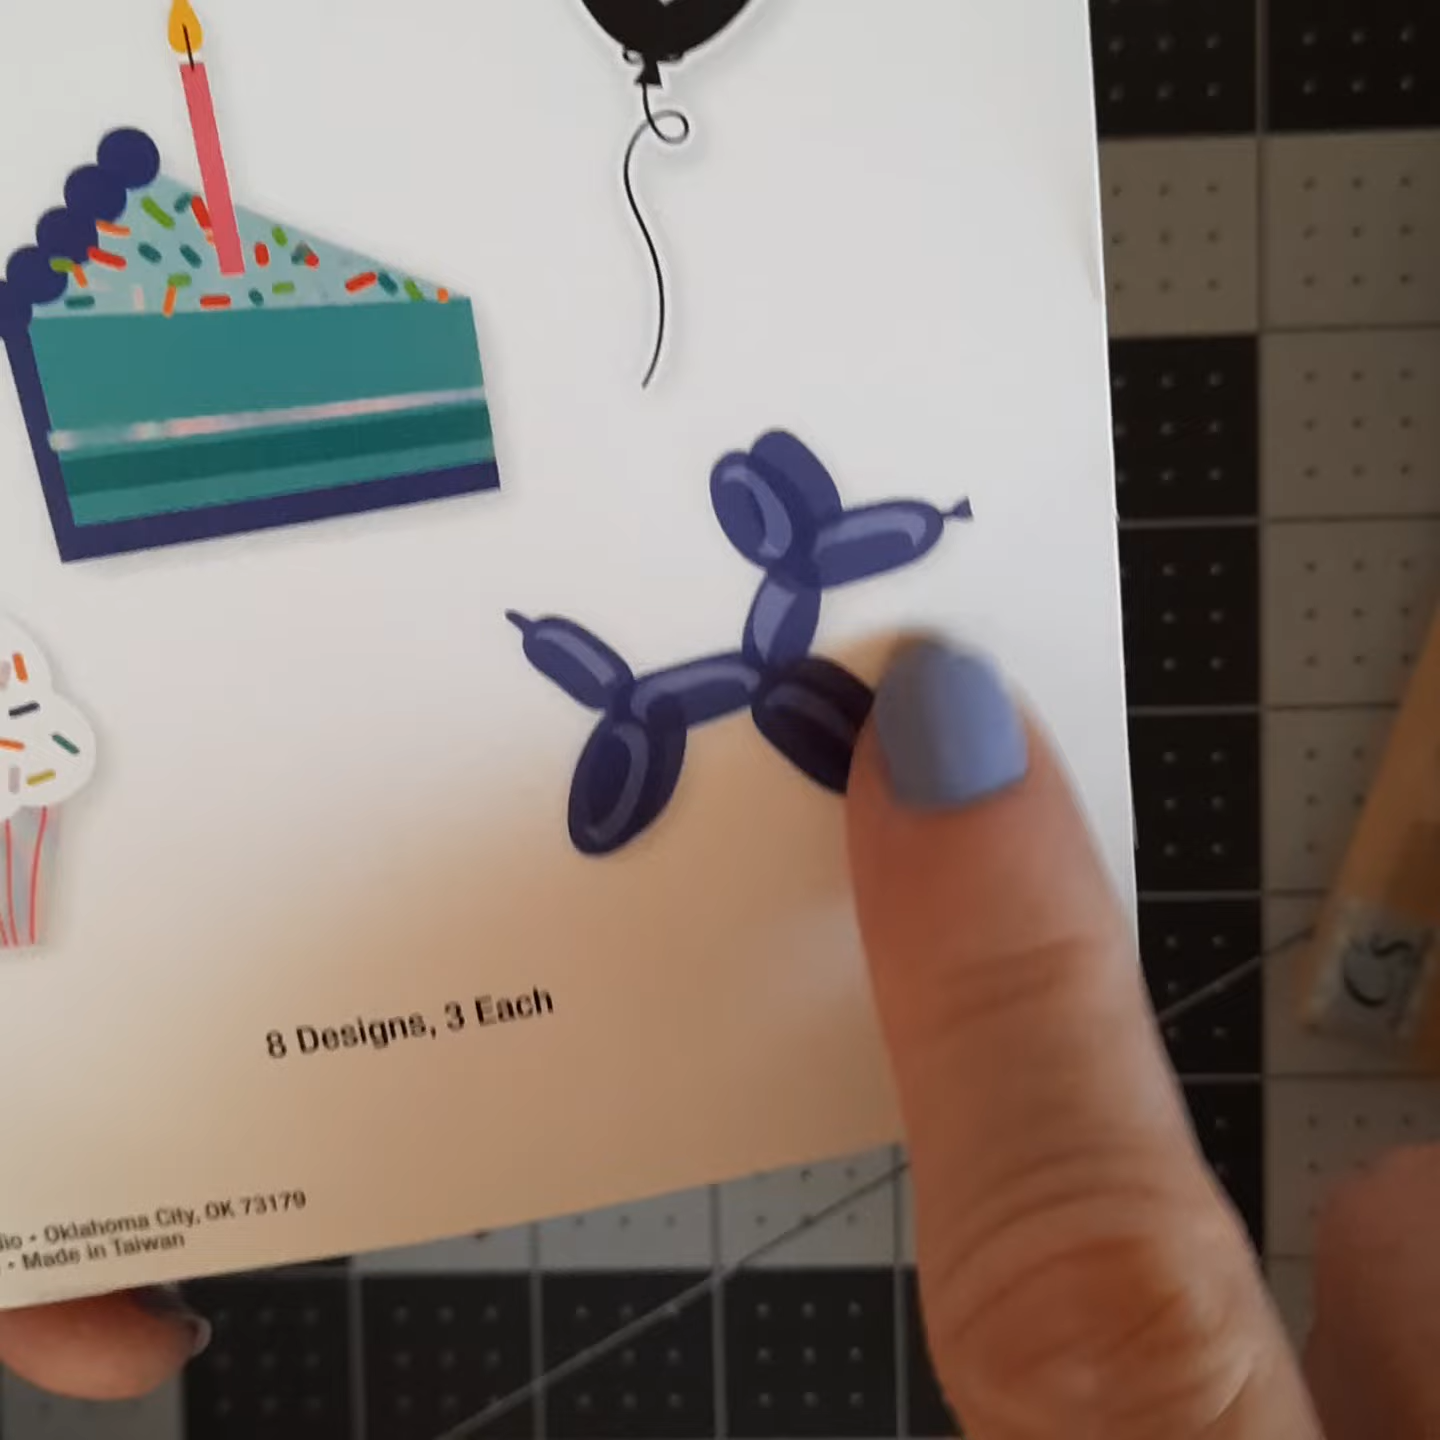 8 Designs, 3 Each
• Oklahoma City, OK 73179
• Made in Taiwan